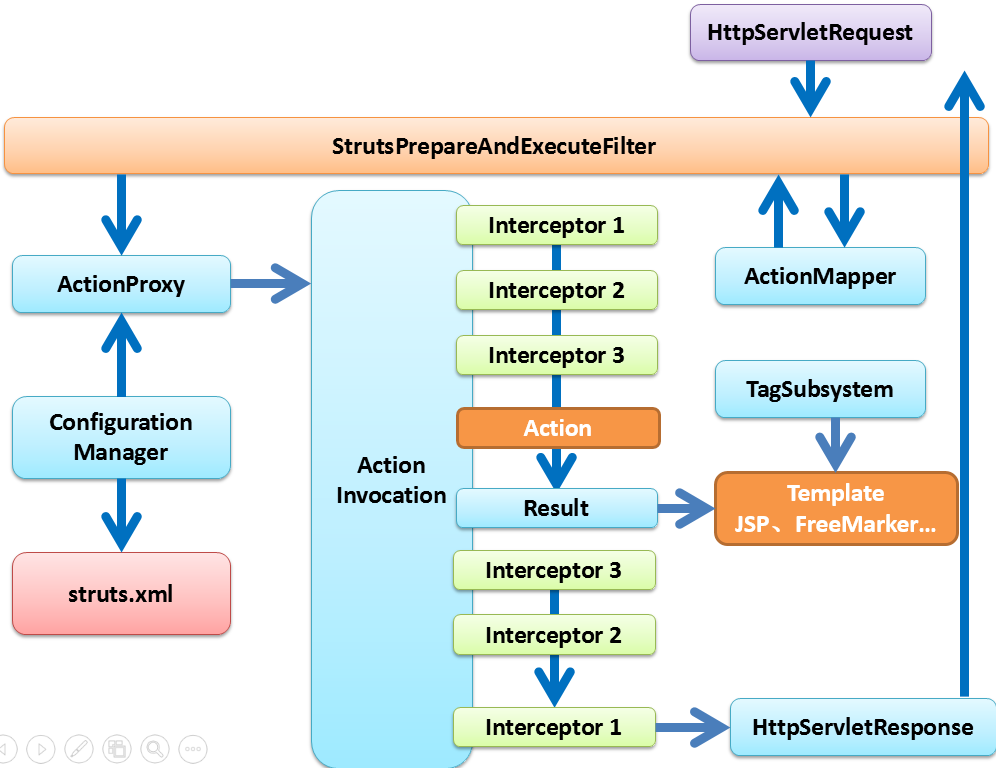 HttpServletRequest
StrutsPrepareAndExecuteFilter
ActionProxy
Configuration
Manager
struts.xml
Action
Invocation
Interceptor 1
Interceptor 2
Interceptor 3
Action
Result
Interceptor 3
Interceptor 2
Interceptor 1
ActionMapper
TagSubsystem
Template
JSP、FreeMarker...
HttpServletResponse